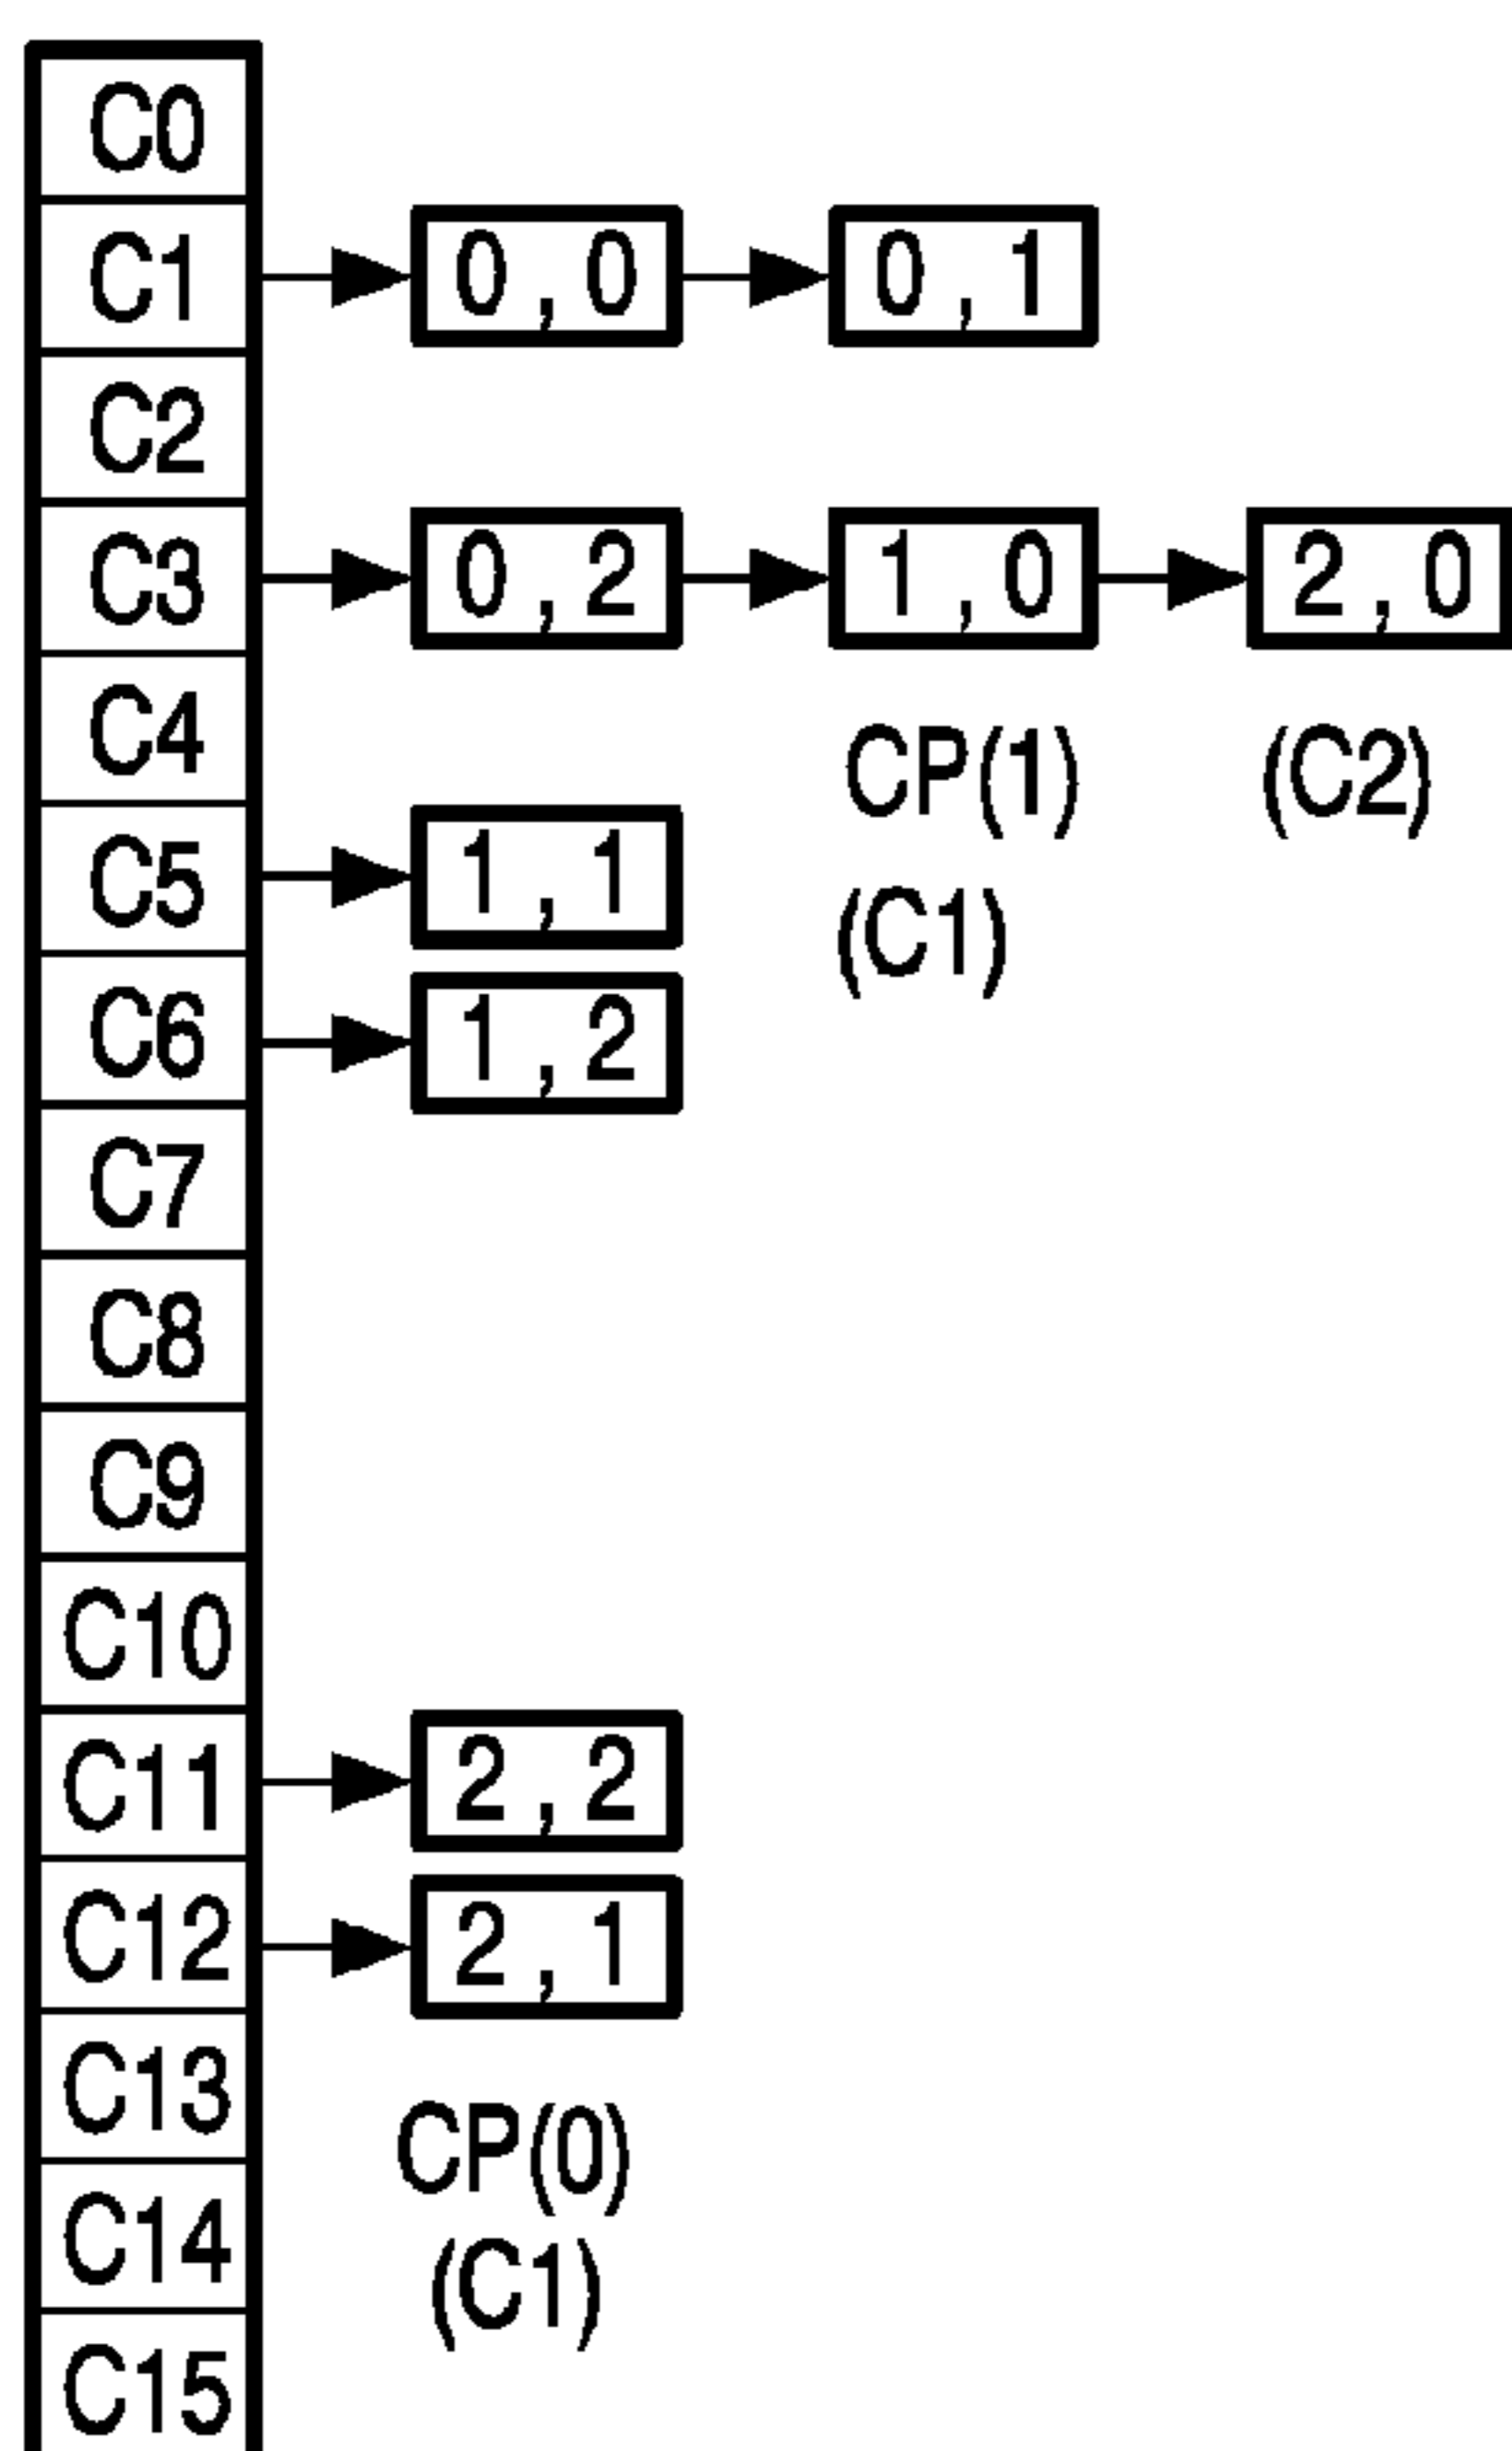 C0
C1 0,0 0,1
C2
C3 0,2 1,0 2,0
C4
CP(1) (C2)
C5 1,1
(C1)
C6 1,2
C7
C8
C9
C10
C11 2,2
C12 2,1
C13
CP(0)
C14
(C1)
C15